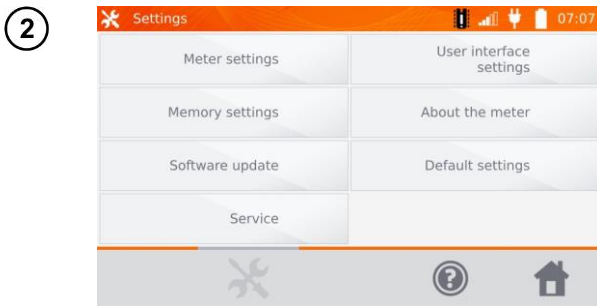 2
Settings
07:07
Meter settings
User interface
settings
Memory settings
About the meter
Software update
Default settings
Service
?